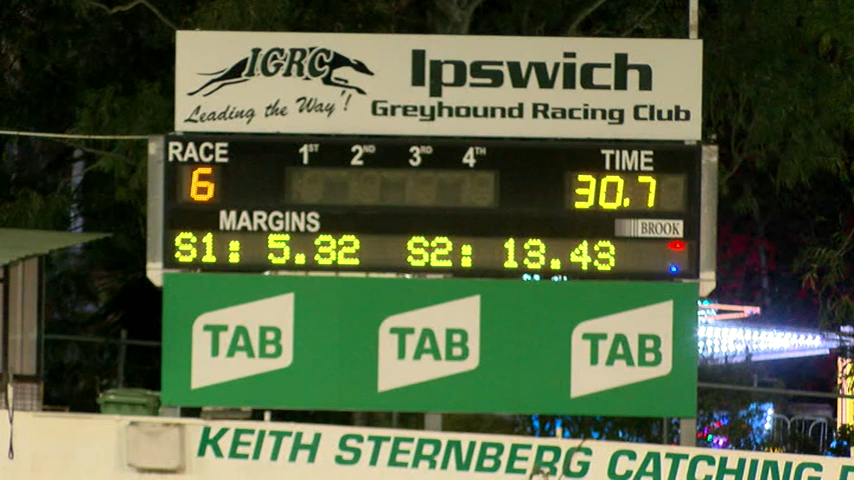 IGRC
Leading the Way!
Ipswich
Greyhound Racing Club
RACE 1ST 2ND 3RD 4TH TIME
6 30.7
MARGINS BROOK
S1: 5.32 S2: 13.43
TAB TAB TAB
KEITH STERNBERG CATCHING